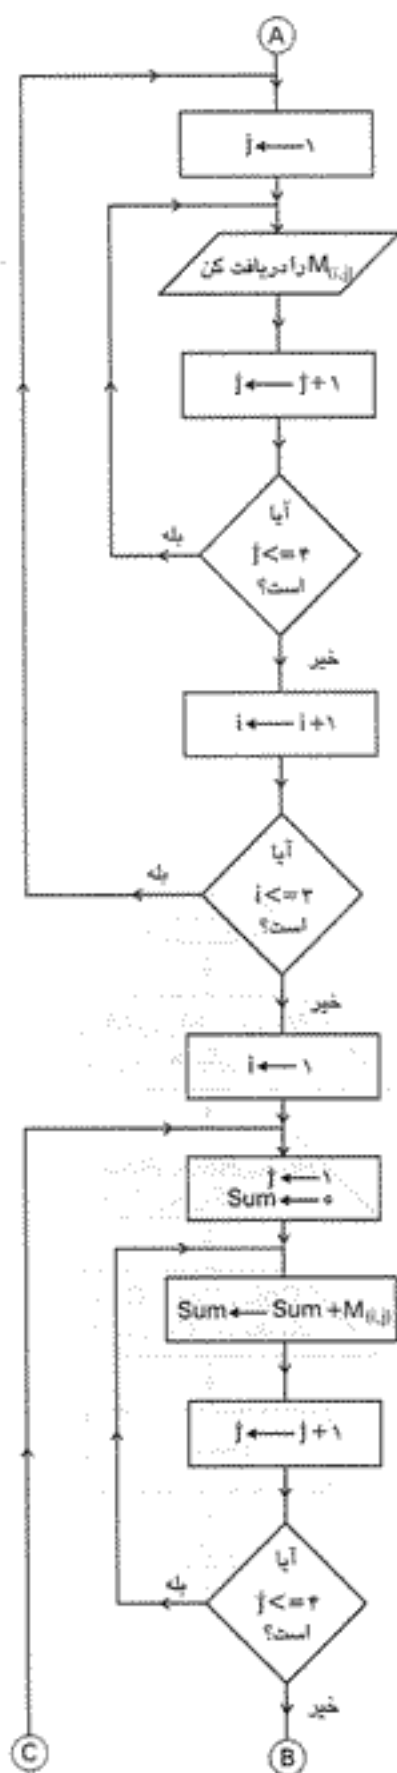 A
j ← ۱
M(i,j) را دریافت کن
j ← j+۱
آیا
j <= ۴
است؟
بله
خیر
i ← i+۱
آیا
i <= ۳
است؟
بله
خیر
i ← ۱
j ← ۱
Sum ← ۰
Sum ← Sum +M(i,j)
j ← j+۱
آیا
j <= ۴
است؟
بله
خیر
C
B